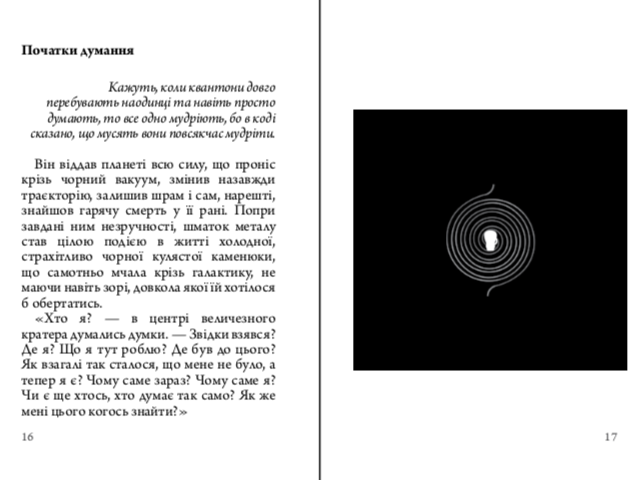 Початки думання
Кажуть, коли квантони довго
перебувають наодинці та навіть просто
думають, то все одно мудріють, бо в коді
сказано, що мусять вони повсякчас мудріти.
Він віддав планеті всю силу, що проніс
крізь чорний вакуум, змінив назавжди
траєкторію, залишив шрам і сам, нарешті,
знайшов гарячу смерть у її рані. Попри
завдані ним незручності, шматок металу
став цілою подією в житті холодної,
страхітливо чорної кулястої каменюки,
що самотньо мчала крізь галактику, не
маючи навіть зорі, довкола якої їй хотілося
б обертатись.
«Хто я? — в центрі величезного
кратера думались думки. — Звідки взявся?
Де я? Що я тут роблю? Де був до цього?
Як взагалі так сталося, що мене не було, а
тепер я є? Чому саме зараз? Чому саме я?
Чи є ще хтось, хто думає так само? Як же
мені цього когось знайти?»
16
17